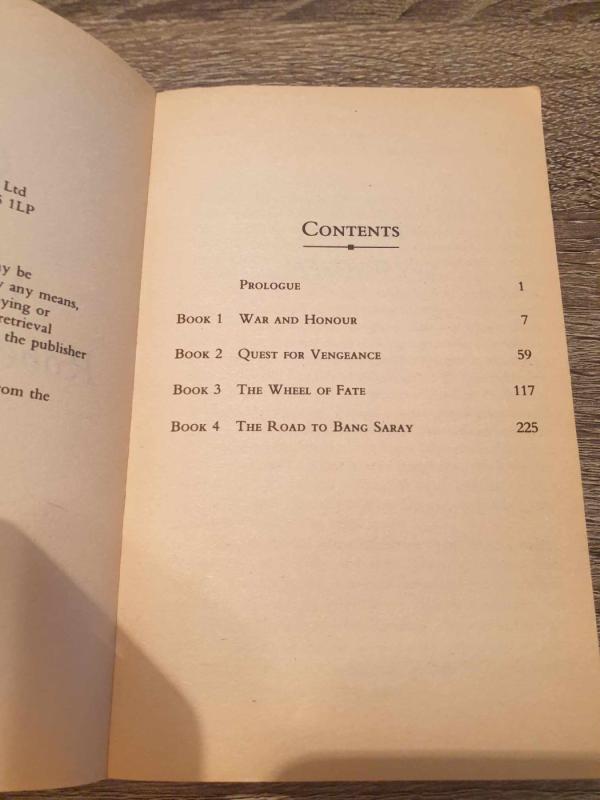 Ltd
1LP
be
any means,
ying or
retrieval
the publisher
om the
CONTENTS
PROLOGUE 1
BOOK 1 WAR AND HONOUR 7
BOOK 2 QUEST FOR VENGEANCE 59
BOOK 3 THE WHEEL OF FATE 117
BOOK 4 THE ROAD TO BANG SARAY 225